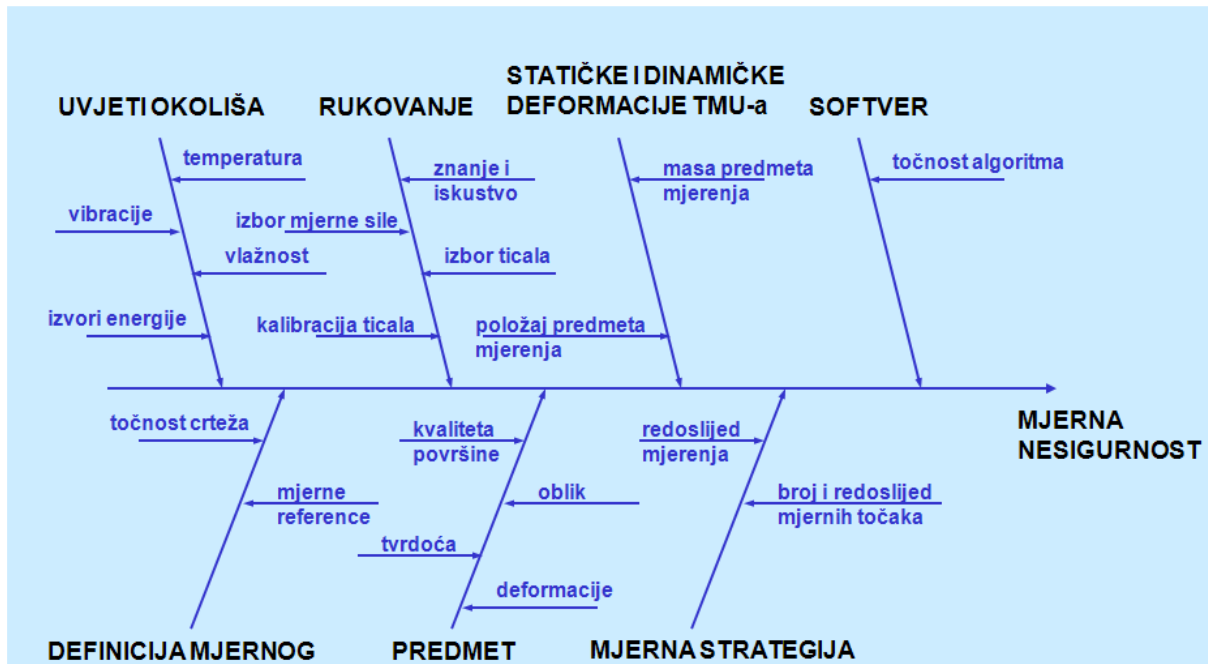 STATIČKE I DINAMIČKE
UVJETI OKOLIŠA
RUKOVANJE
DEFORMACIJE TMU-a
SOFTVER
temperatura
vibracije
vlažnost
izvori energije
znanje i
iskustvo
izbor mjerne sile
izbor ticala
kalibracija ticala
masa predmeta
mjerenja
položaj predmeta
mjerenja
točnost algoritma
MJERNA
NESIGURNOST
točnost crteža
mjerne
reference
kvaliteta
površine
oblik
tvrdoća
deformacije
redoslijed
mjerenja
broj i redoslijed
mjernih točaka
DEFINICIJA MJERNOG
PREDMET
MJERNA STRATEGIJA